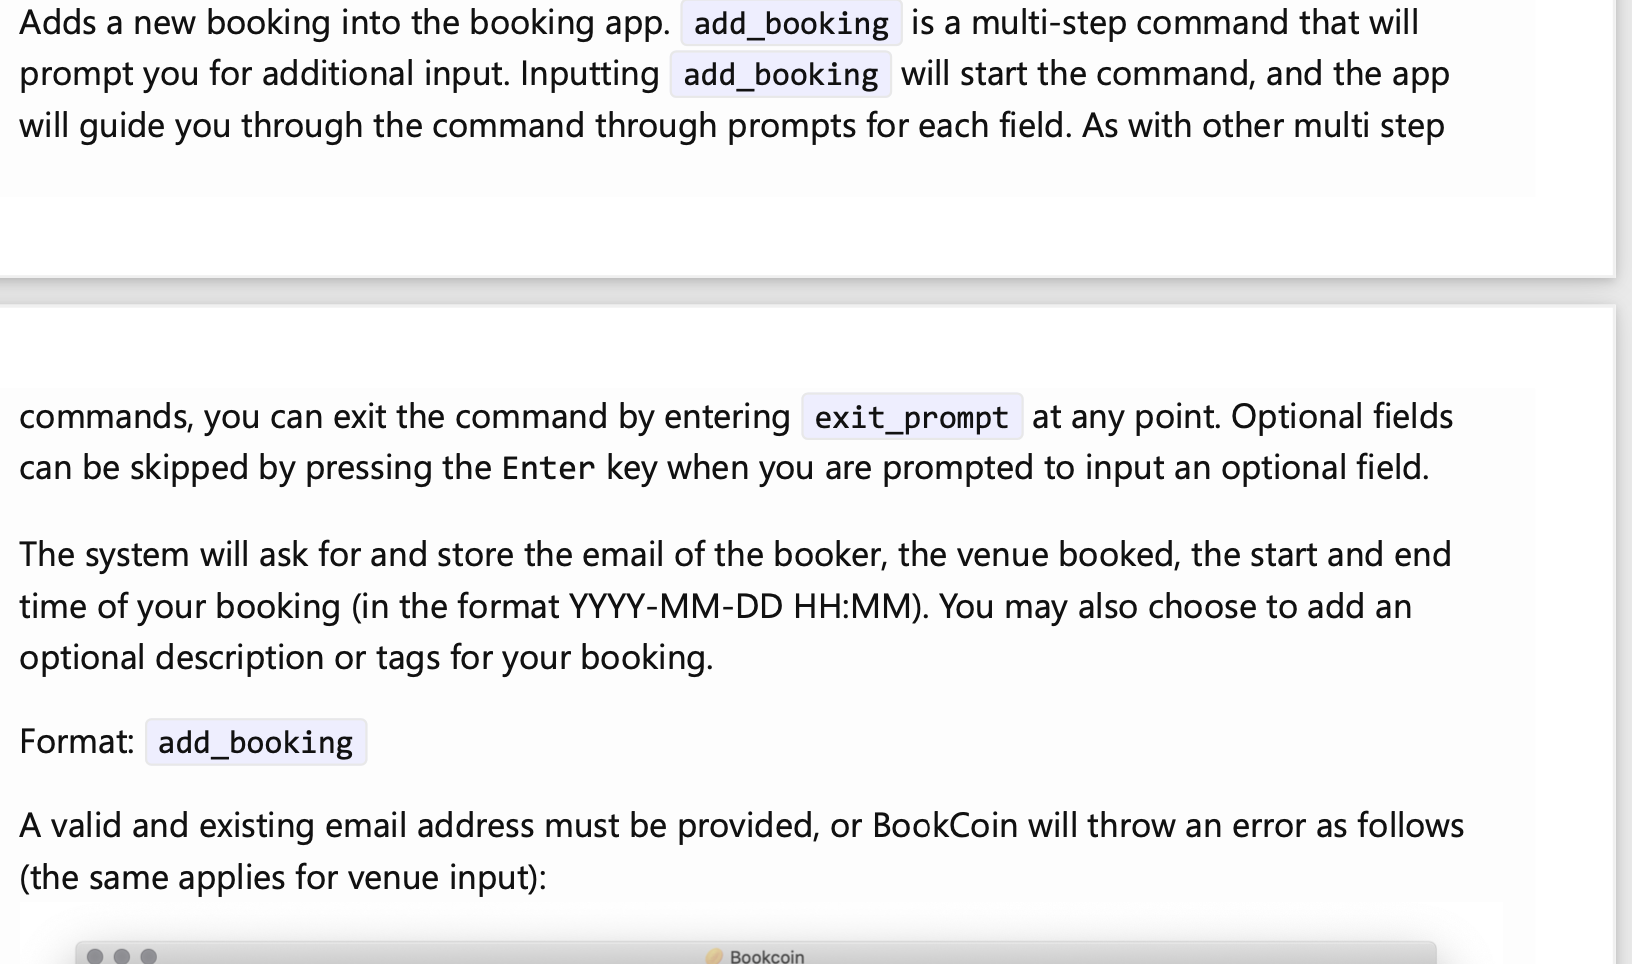 Adds a new booking into the booking app. add_booking is a multi-step command that will
prompt you for additional input. Inputting add_booking will start the command, and the app
will guide you through the command through prompts for each field. As with other multi step
commands, you can exit the command by entering exit_prompt at any point. Optional fields
can be skipped by pressing the Enter key when you are prompted to input an optional field.
The system will ask for and store the email of the booker, the venue booked, the start and end
time of your booking (in the format YYYY-MM-DD HH:MM). You may also choose to add an
optional description or tags for your booking.
Format: add_booking
A valid and existing email address must be provided, or BookCoin will throw an error as follows
(the same applies for venue input):
Bookcoin